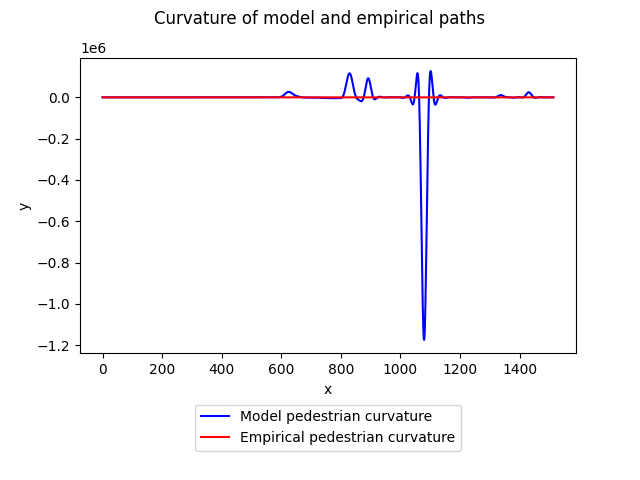 Curvature of model and empirical paths
1e6
0.0
−0.2
−0.4
−0.6
−0.8
−1.0
−1.2
y
0 200 400 600 800 1000 1200 1400
x
Model pedestrian curvature
Empirical pedestrian curvature